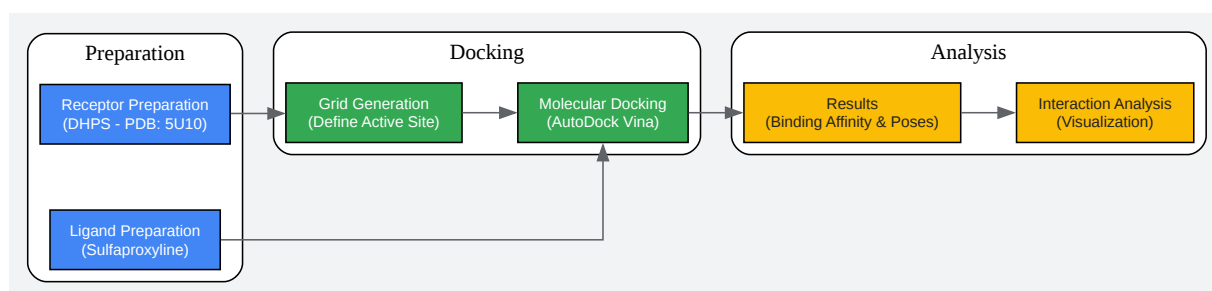 Preparation
Receptor Preparation
(DHPS - PDB: 5U10)
Ligand Preparation
(Sulfaproxyline)
Docking
Grid Generation
(Define Active Site)
Molecular Docking
(AutoDock Vina)
Analysis
Results
(Binding Affinity & Poses)
Interaction Analysis
(Visualization)